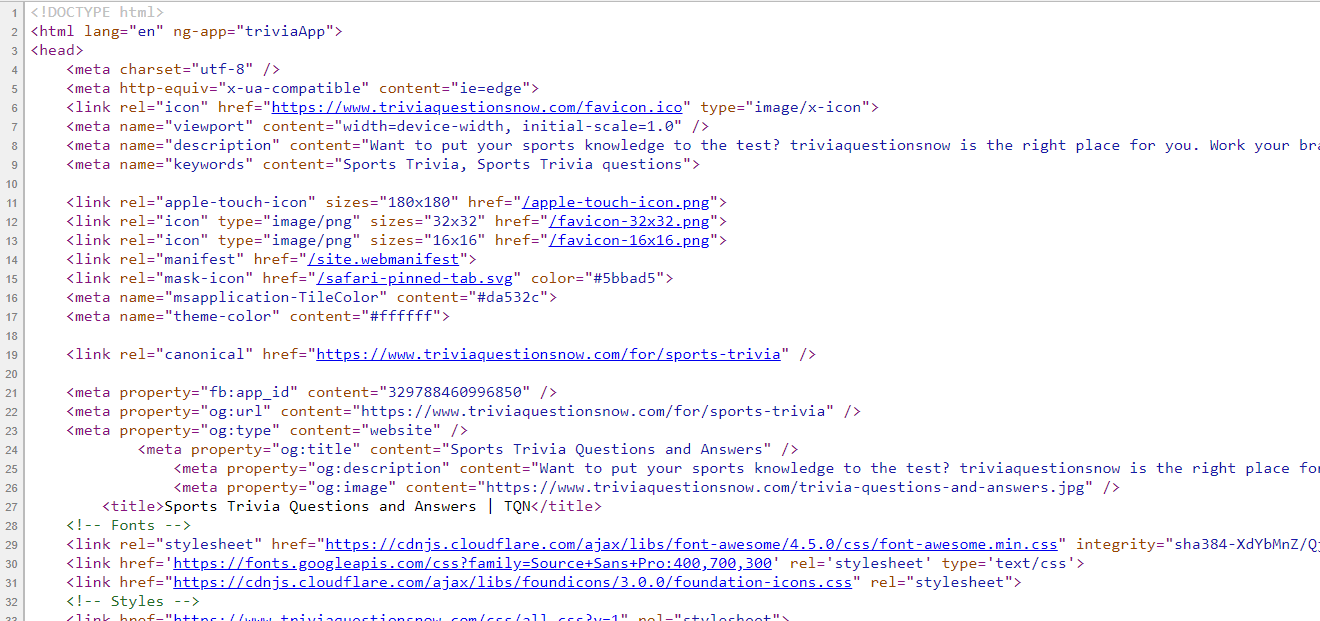 1 <!DOCTYPE html>
2 <html lang="en" ng-app="triviaApp">
3 <head>
4 <meta charset="utf-8" />
5 <meta http-equiv="x-ua-compatible" content="ie=edge">
6 <link rel="icon" href="https://www.triviaquestionsnow.com/favicon.ico" type="image/x-icon">
7 <meta name="viewport" content="width=device-width, initial-scale=1.0" />
8 <meta name="description" content="Want to put your sports knowledge to the test? triviaquestionsnow is the right place for you. Work your bra
9 <meta name="keywords" content="Sports Trivia, Sports Trivia questions">
10
11 <link rel="apple-touch-icon" sizes="180x180" href="/apple-touch-icon.png">
12 <link rel="icon" type="image/png" sizes="32x32" href="/favicon-32x32.png">
13 <link rel="icon" type="image/png" sizes="16x16" href="/favicon-16x16.png">
14 <link rel="manifest" href="/site.webmanifest">
15 <link rel="mask-icon" href="/safari-pinned-tab.svg" color="#5bbad5">
16 <meta name="msapplication-TileColor" content="#da532c">
17 <meta name="theme-color" content="#ffffff">
18
19 <link rel="canonical" href="https://www.triviaquestionsnow.com/for/sports-trivia" />
20
21 <meta property="fb:app_id" content="329788460996850" />
22 <meta property="og:url" content="https://www.triviaquestionsnow.com/for/sports-trivia" />
23 <meta property="og:type" content="website" />
24 <meta property="og:title" content="Sports Trivia Questions and Answers" />
25 <meta property="og:description" content="Want to put your sports knowledge to the test? triviaquestionsnow is the right place fo
26 <meta property="og:image" content="https://www.triviaquestionsnow.com/trivia-questions-and-answers.jpg" />
27 <title>Sports Trivia Questions and Answers | TQN</title>
28 <!-- Fonts -->
29 <link rel="stylesheet" href="https://cdnjs.cloudflare.com/ajax/libs/font-awesome/4.5.0/css/font-awesome.min.css" integrity="sha384-XdYbMnZ/Qj
30 <link href='https://fonts.googleapis.com/css?family=Source+Sans+Pro:400,700,300' rel='stylesheet' type='text/css'>
31 <link href="https://cdnjs.cloudflare.com/ajax/libs/foundicons/3.0.0/foundation-icons.css" rel="stylesheet">
32 <!-- Styles -->
33 <link href="https://www.triviaquestionsnow.com/css/all.css?v=1" rel="stylesheet">